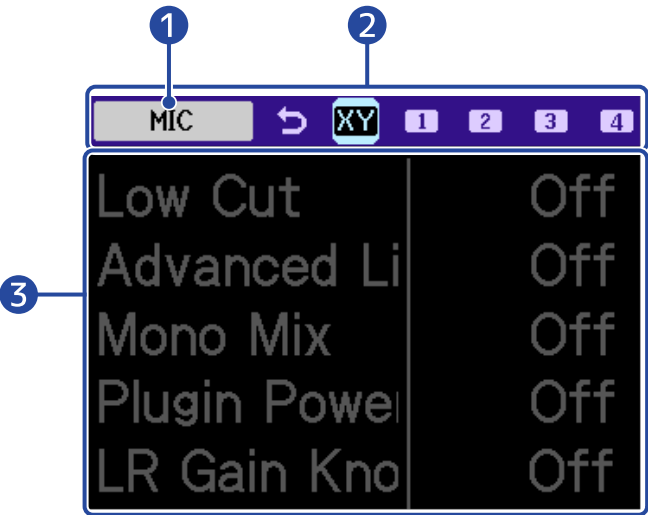 1 2
MIC XY 1 2 3 4
Low Cut Off
Advanced Li Off
3
Mono Mix Off
Plugin Powe Off
LR Gain Kno Off